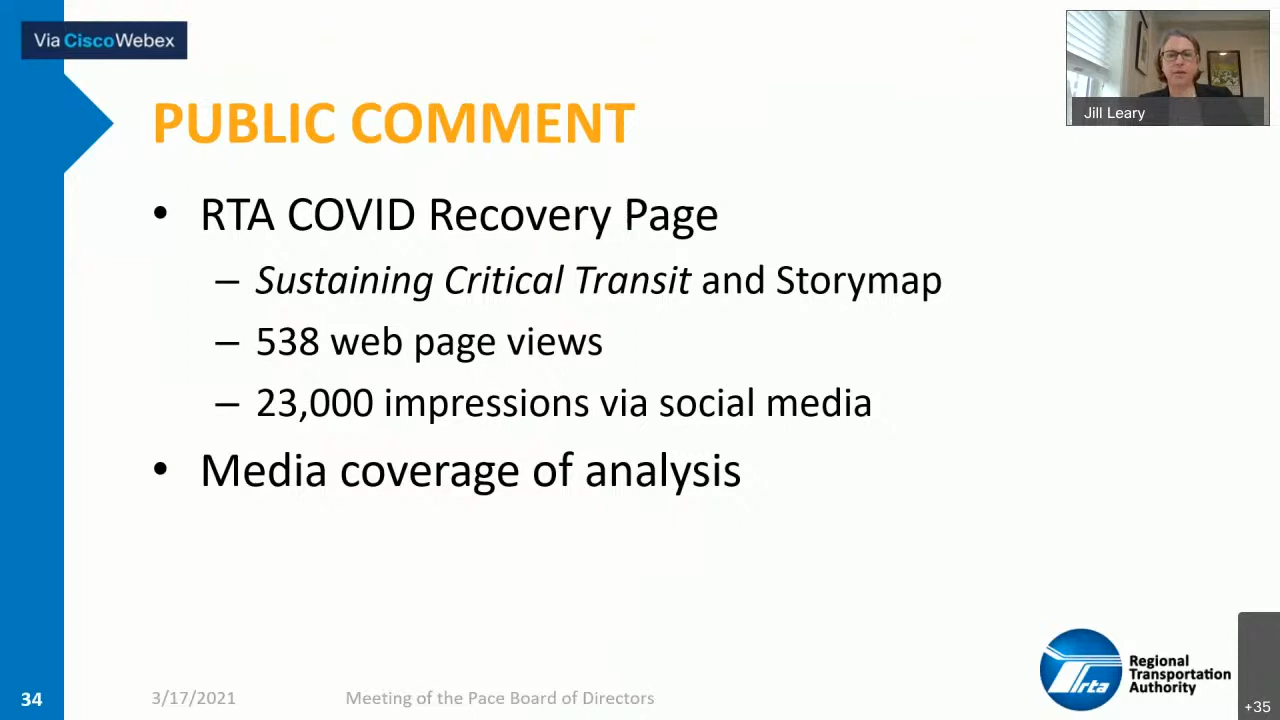 Via CiscoWebex
Jill Leary
PUBLIC COMMENT
• RTA COVID Recovery Page
– Sustaining Critical Transit and Storymap
– 538 web page views
– 23,000 impressions via social media
• Media coverage of analysis
rta
Regional
Transportation
Authority
34
3/17/2021
Meeting of the Pace Board of Directors
+35